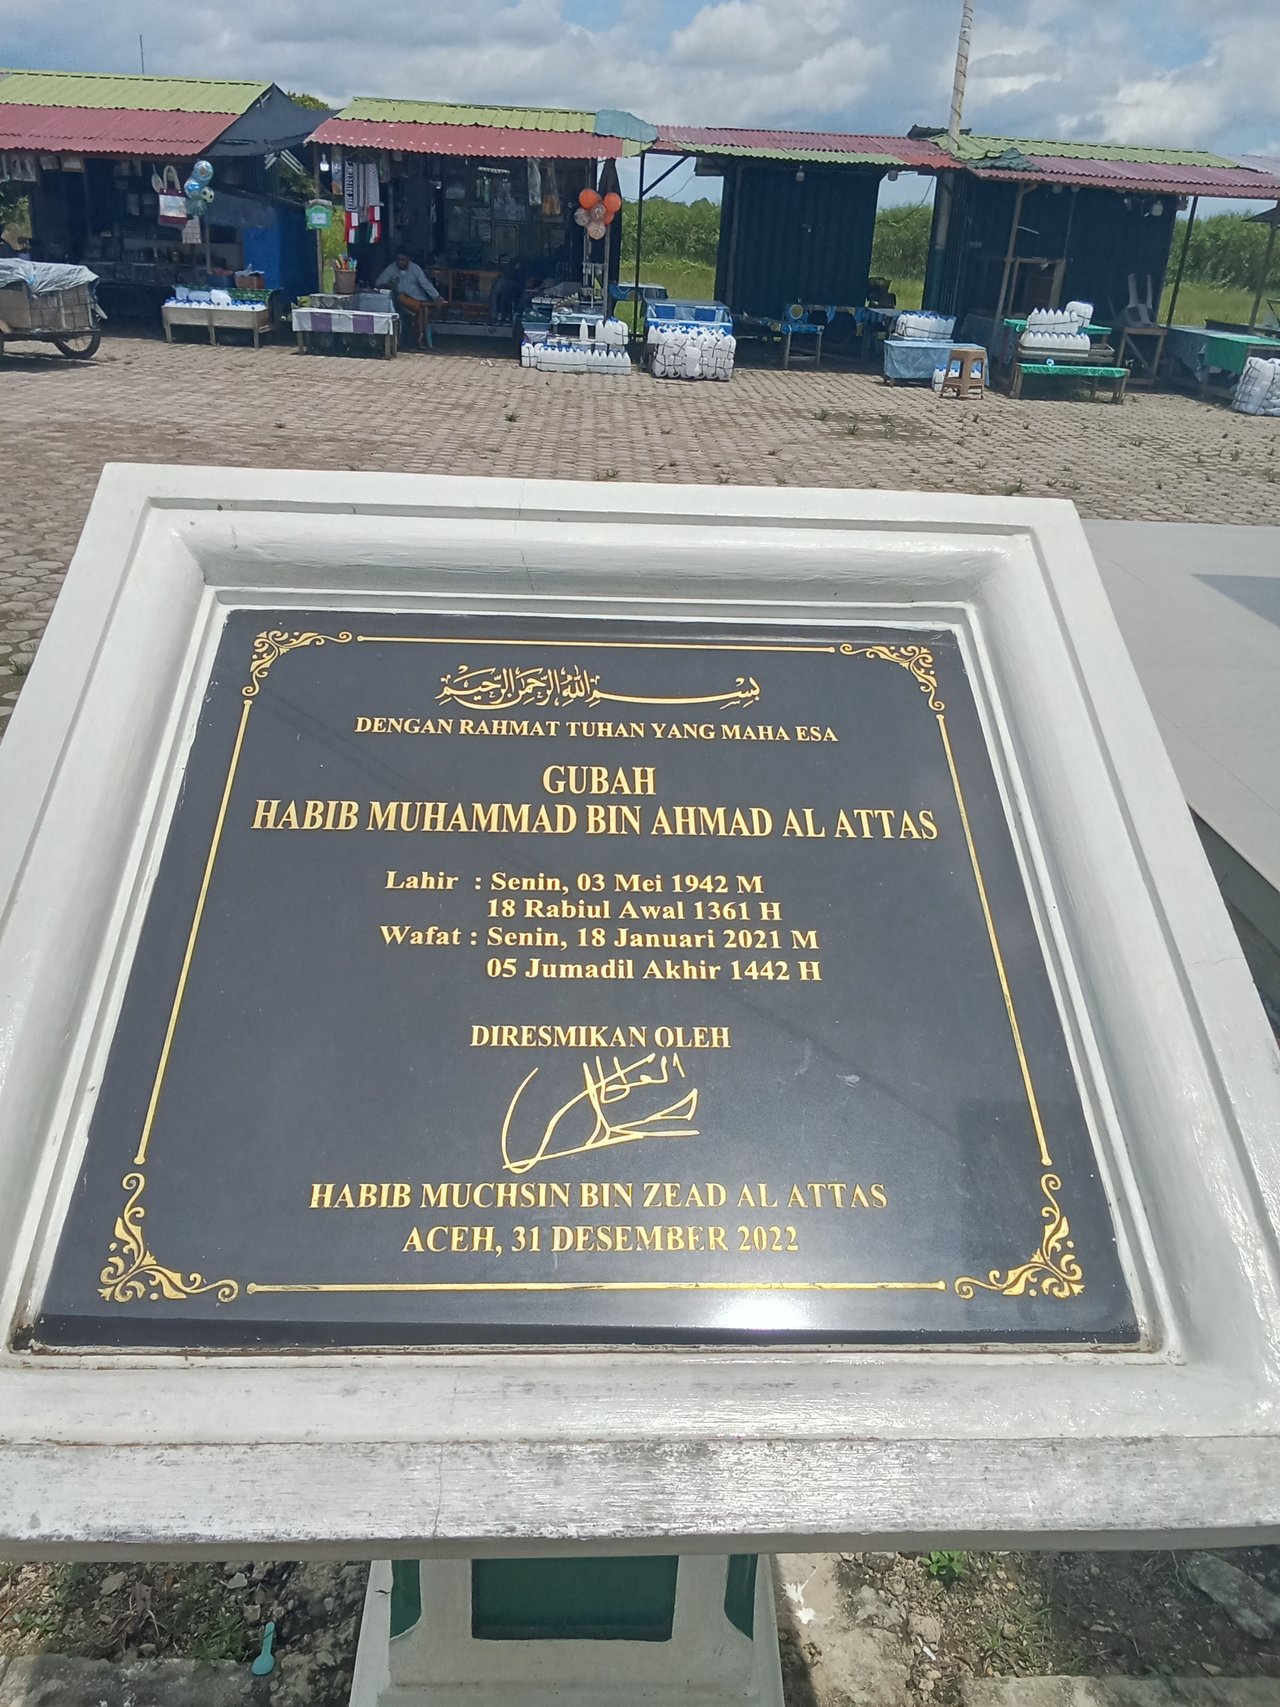 بسم الله الرحمن الرحيم
DENGAN RAHMAT TUHAN YANG MAHA ESA
GUBAH
HABIB MUHAMMAD BIN AHMAD AL ATTAS
Lahir : Senin, 03 Mei 1942 M
18 Rabiul Awal 1361 H
Wafat : Senin, 18 Januari 2021 M
05 Jumadil Akhir 1442 H
DIRESMIKAN OLEH
HABIB MUCHSIN BIN ZEAD AL ATTAS
ACEH, 31 DESEMBER 2022